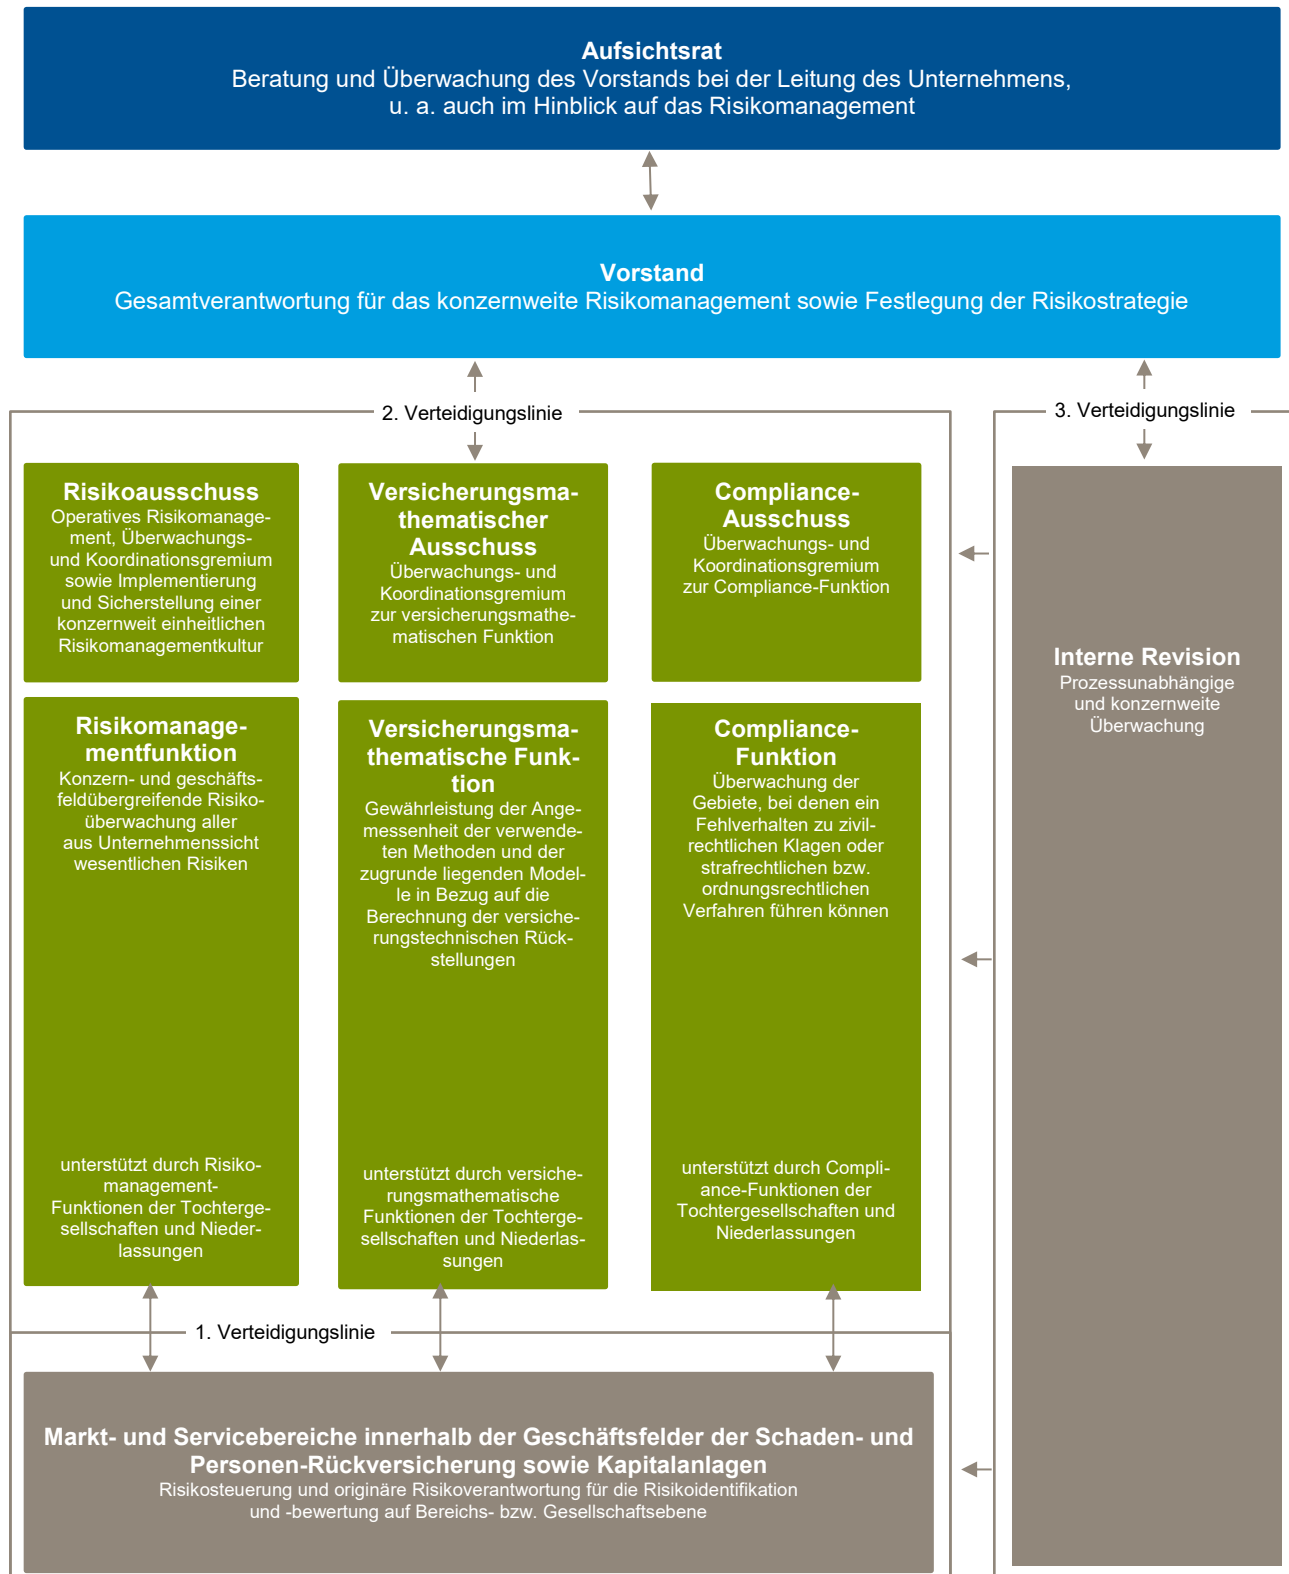 Aufsichtsrat
Beratung und Überwachung des Vorstands bei der Leitung des Unternehmens,
u. a. auch im Hinblick auf das Risikomanagement
Vorstand
Gesamtverantwortung für das konzernweite Risikomanagement sowie Festlegung der Risikostrategie
2. Verteidigungslinie
3. Verteidigungslinie
Risikoausschuss
Operatives Risikomanage-
ment, Überwachungs-
und Koordinationsgremium
sowie Implementierung
und Sicherstellung einer
konzernweit einheitlichen
Risikomanagementkultur
Versicherungsma-
thematischer
Ausschuss
Überwachungs- und
Koordinationsgremium
zur versicherungsmathe-
matischen Funktion
Compliance-
Ausschuss
Überwachungs- und
Koordinationsgremium
zur Compliance-Funktion
Interne Revision
Prozessunabhängige
und konzernweite
Überwachung
Risikomanage-
mentfunktion
Konzern- und geschäfts-
feldübergreifende Risiko-
überwachung aller
aus Unternehmenssicht
wesentlichen Risiken
unterstützt durch Risiko-
management-
Funktionen der Tochterge-
sellschaften und Nieder-
lassungen
Versicherungsma-
thematische Funk-
tion
Gewährleistung der Ange-
messenheit der verwende-
ten Methoden und der
zugrunde liegenden Model-
le in Bezug auf die
Berechnung der versiche-
rungstechnischen Rück-
stellungen
unterstützt durch versiche-
rungsmathematische
Funktionen der Tochterge-
sellschaften und Niederlas-
sungen
Compliance-
Funktion
Überwachung der
Gebiete, bei denen ein
Fehlverhalten zu zivil-
rechtlichen Klagen oder
strafrechtlichen bzw.
ordnungsrechtlichen
Verfahren führen können
unterstützt durch Compli-
ance-Funktionen der
Tochtergesellschaften und
Niederlassungen
1. Verteidigungslinie
Markt- und Servicebereiche innerhalb der Geschäftsfelder der Schaden- und
Personen-Rückversicherung sowie Kapitalanlagen
Risikosteuerung und originäre Risikoverantwortung für die Risikoidentifikation
und -bewertung auf Bereichs- bzw. Gesellschaftsebene